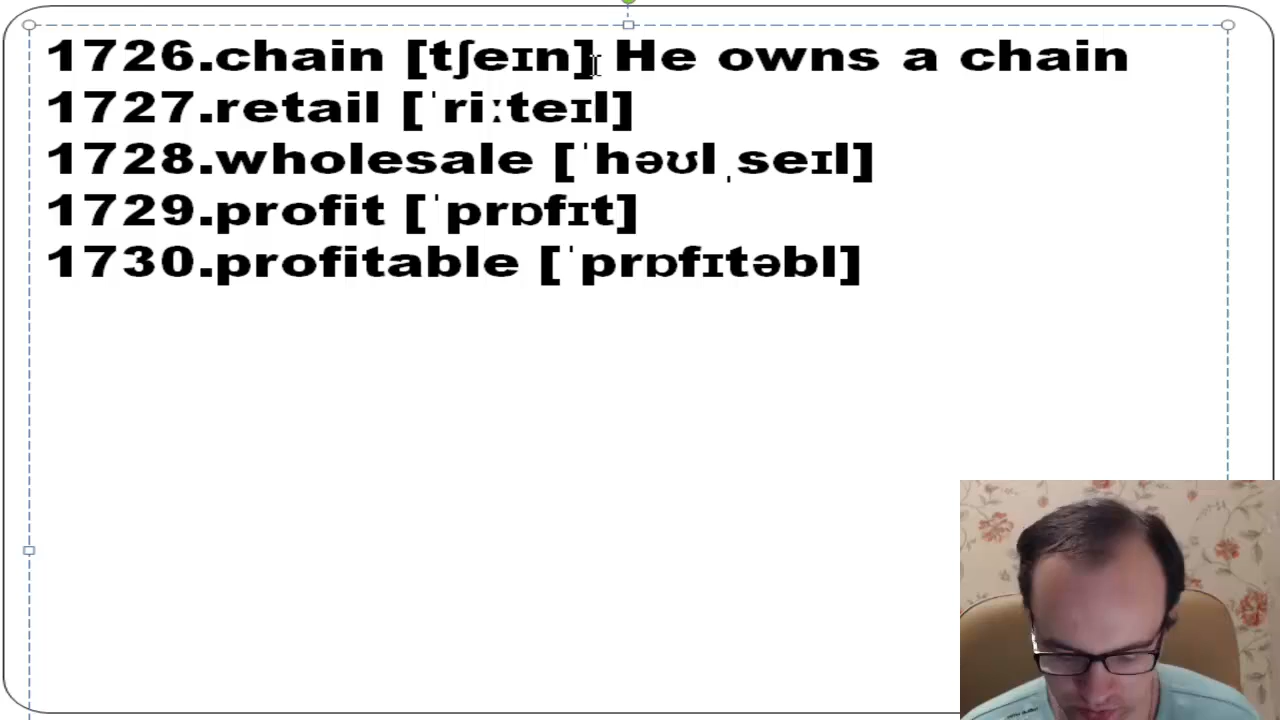 1726.chain [tʃeɪn] He owns a chain
1727.retail [ˈriːteɪl]
1728.wholesale [ˈhəʊlˌseɪl]
1729.profit [ˈprɒfɪt]
1730.profitable [ˈprɒfɪtəbl]